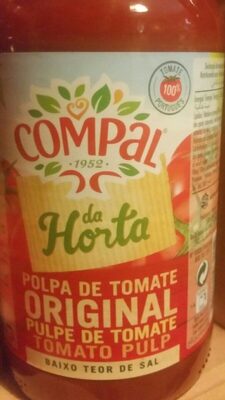 TOMATE
100%
PORTUGUÊS
COMPAL
1952
da
Horta
POLPA DE TOMATE
ORIGINAL
PULPE DE TOMATE
TOMATO PULP
BAIXO TEOR DE SAL